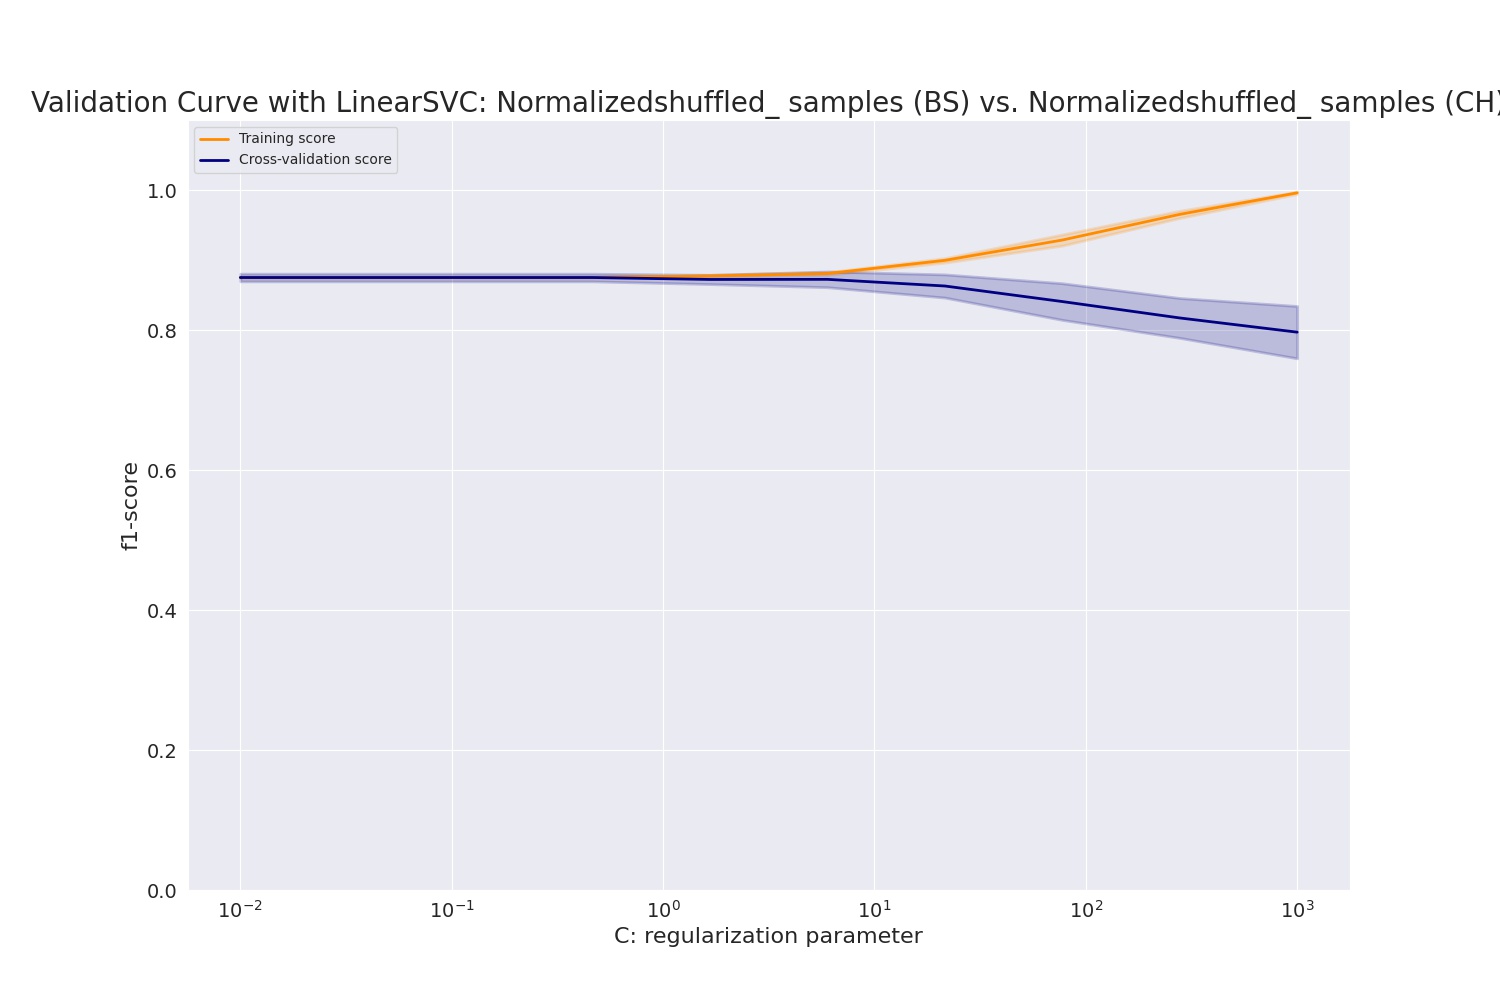 Validation Curve with LinearSVC: Normalizedshuffled_ samples (BS) vs. Normalizedshuffled_ samples (CH)
Training score
Cross-validation score
1.0
0.8
0.6
0.4
0.2
0.0
f1-score
10⁻² 10⁻¹ 10⁰ 10¹ 10² 10³
C: regularization parameter